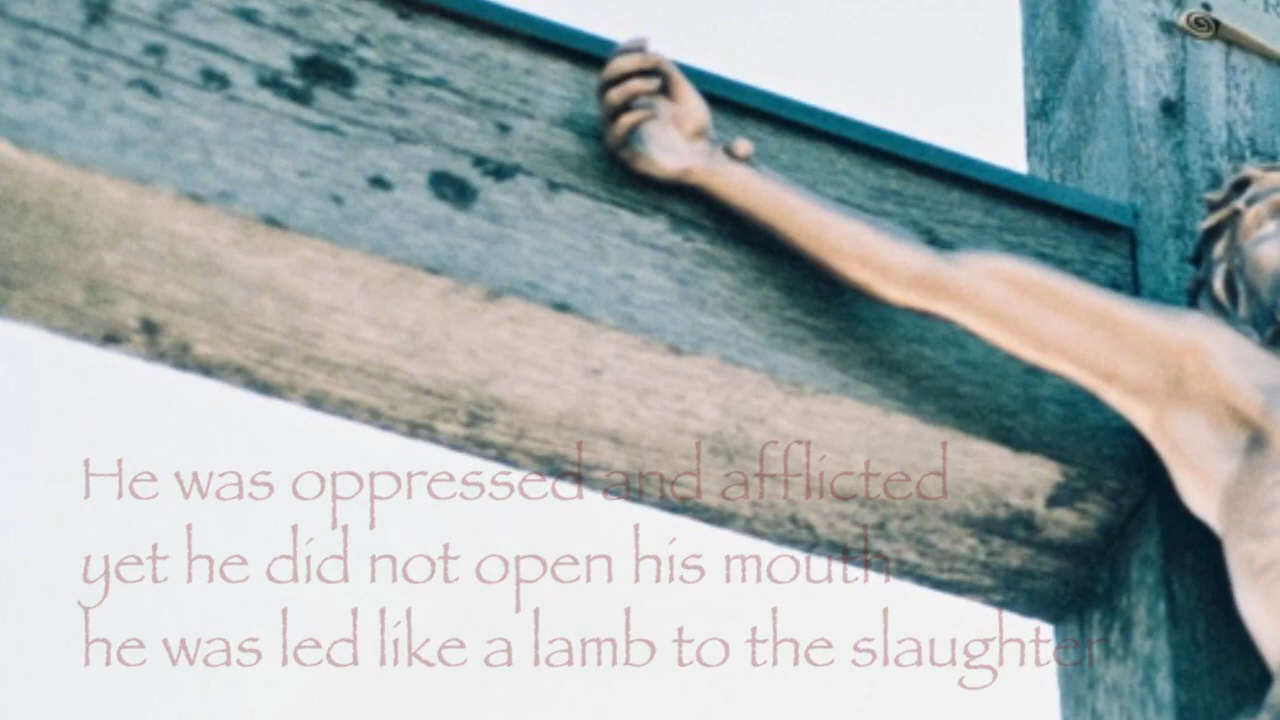 He was oppressed and afflicted
yet he did not open his mouth
he was led like a lamb to the slaughter